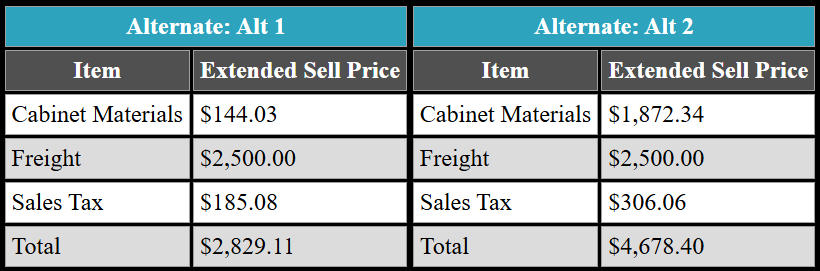 Alternate: Alt 1 Alternate: Alt 2
Item Extended Sell Price Item Extended Sell Price
Cabinet Materials $144.03 Cabinet Materials $1,872.34
Freight $2,500.00 Freight $2,500.00
Sales Tax $185.08 Sales Tax $306.06
Total $2,829.11 Total $4,678.40